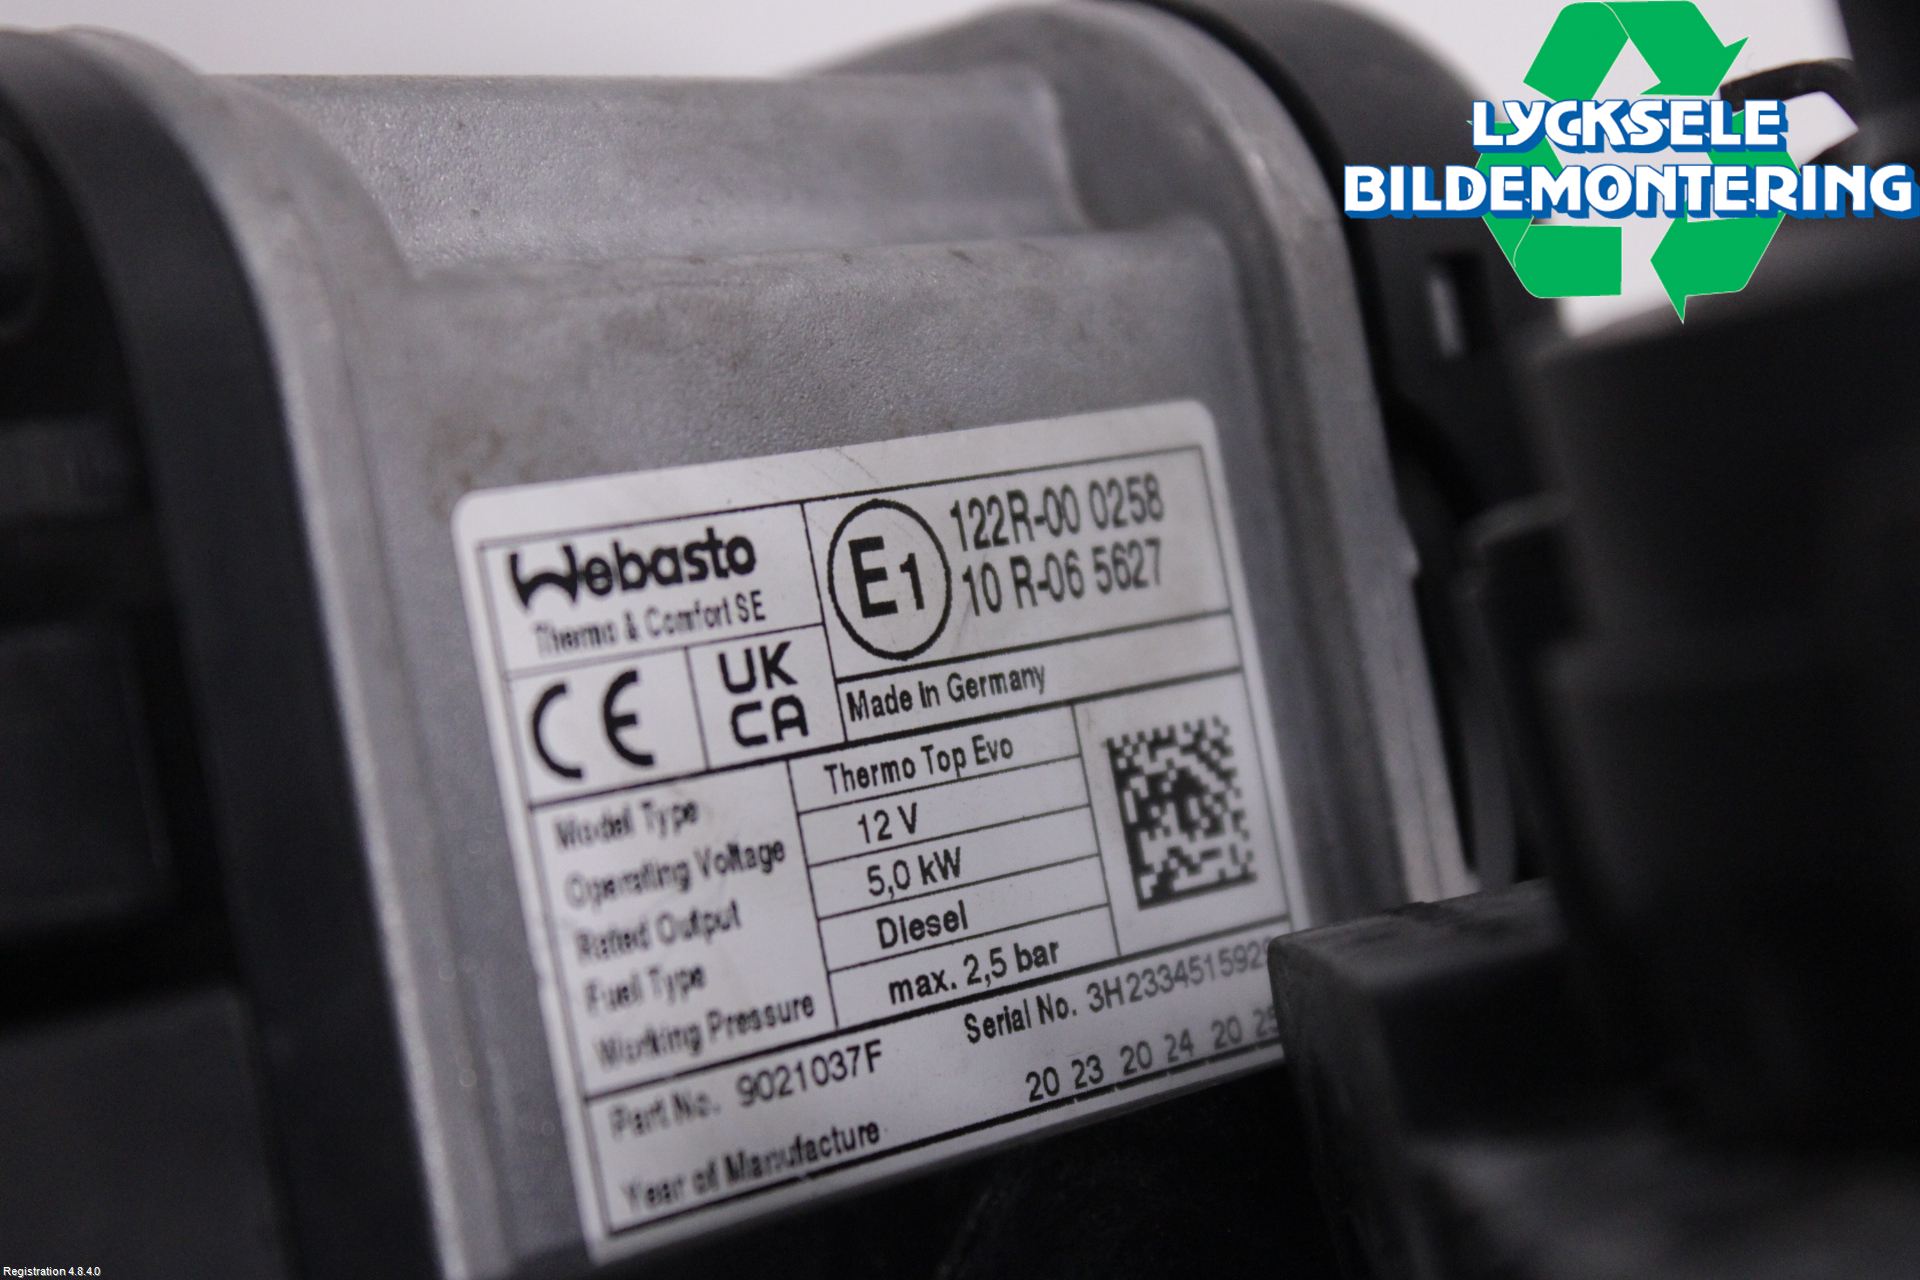 LYCKSELE
BILDEMONTERING
Webasto
Thermo & Comfort SE
E1
122R-00 0258
10 R-06 5627
CE
UK
CA
Made in Germany
Model Type Thermo Top Evo
Operating Voltage 12 V
Rated Output 5,0 kW
Fuel Type Diesel
Working Pressure max. 2,5 bar
Part No. 9021037F Serial No. 3H233451592
Year of Manufacture 20 23 20 24 20 25
Registration 4.8.4.0